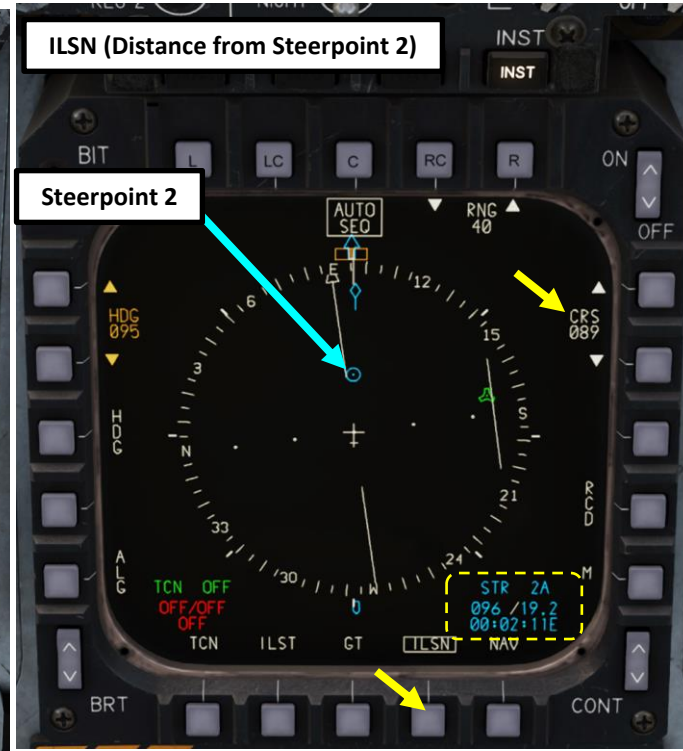 ILSN (Distance from Steerpoint 2)
INST
INST
BIT
L
LC
C
RC
R
ON
OFF
Steerpoint 2
AUTO
SEQ
RNG
40
HDG
095
CRS
089
E
12
15
S
21
24
W
30
33
N
3
6
HDG
ALG
RCD
M
TCN OFF
OFF/OFF
OFF
STR 2A
096 /19.2
00:02:11E
TCN
ILST
GT
ILSN
NAV
BRT
CONT